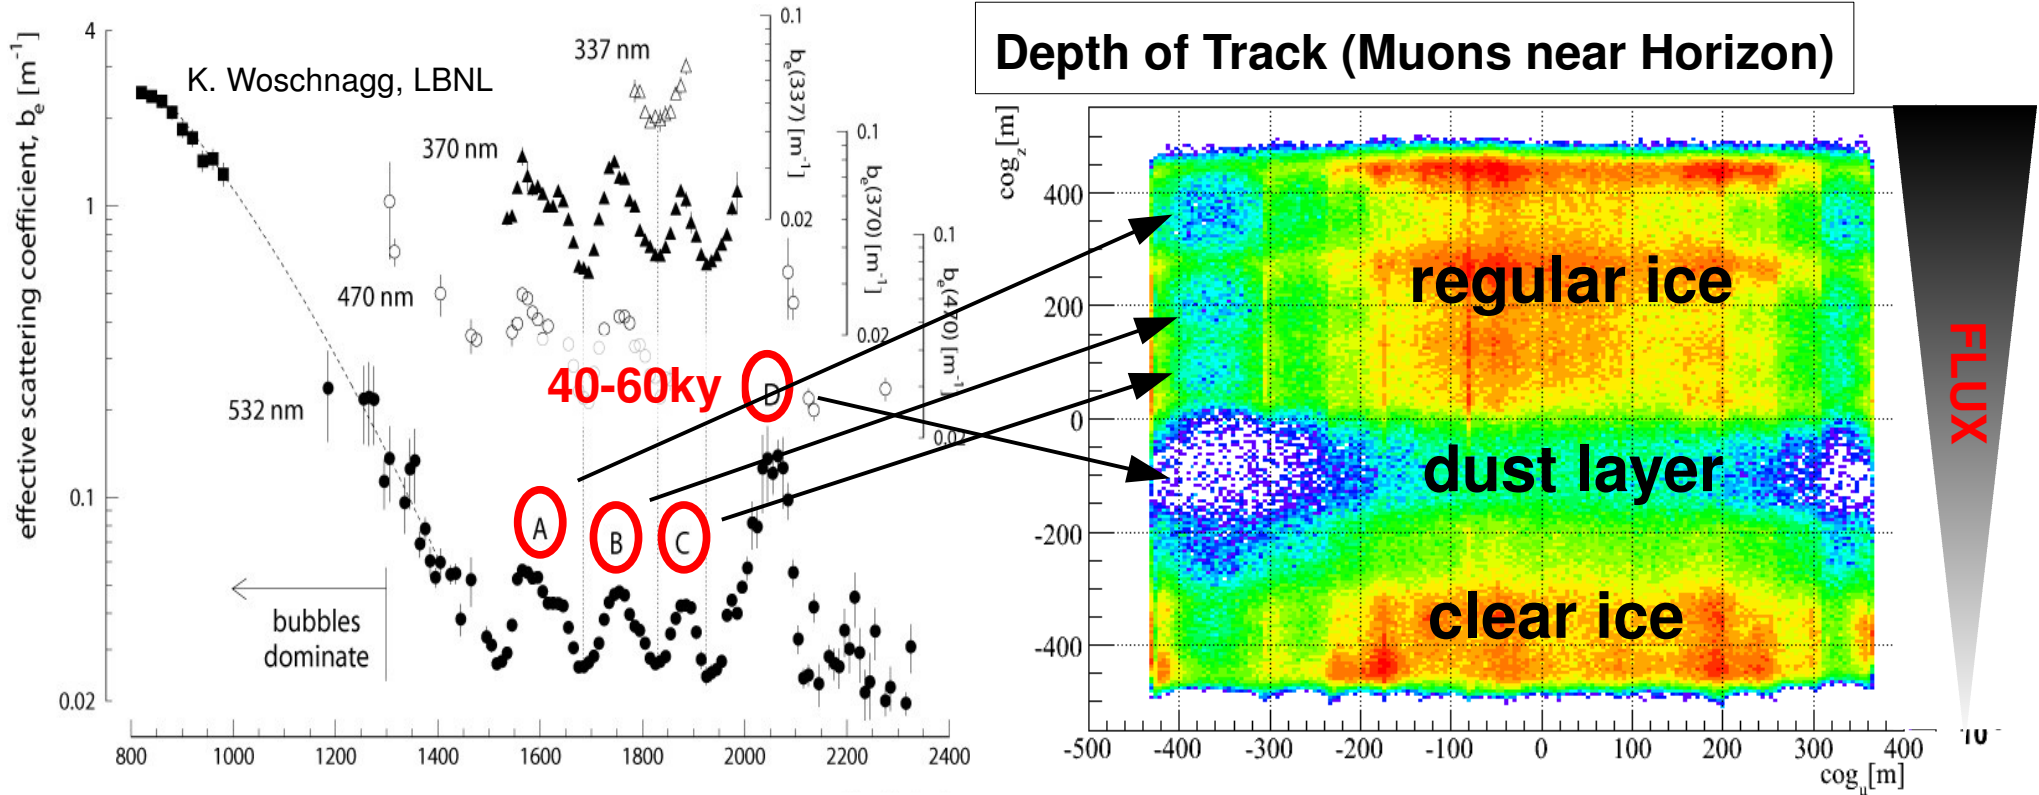 Depth of Track (Muons near Horizon)
K. Woschnagg, LBNL
effective scattering coefficient, b_e [m^-1]
4
1
0.1
0.02
337 nm
370 nm
470 nm
532 nm
0.1
b_e(337) [m^-1]
0.02
0.1
b_e(370) [m^-1]
0.02
0.1
b_e(470) [m^-1]
0.02
40-60ky
A
B
C
D
bubbles
dominate
800 1000 1200 1400 1600 1800 2000 2200 2400
cog_z [m]
400
200
0
-200
-400
regular ice
dust layer
clear ice
-500 -400 -300 -200 -100 0 100 200 300 400
cog_u [m]
FLUX